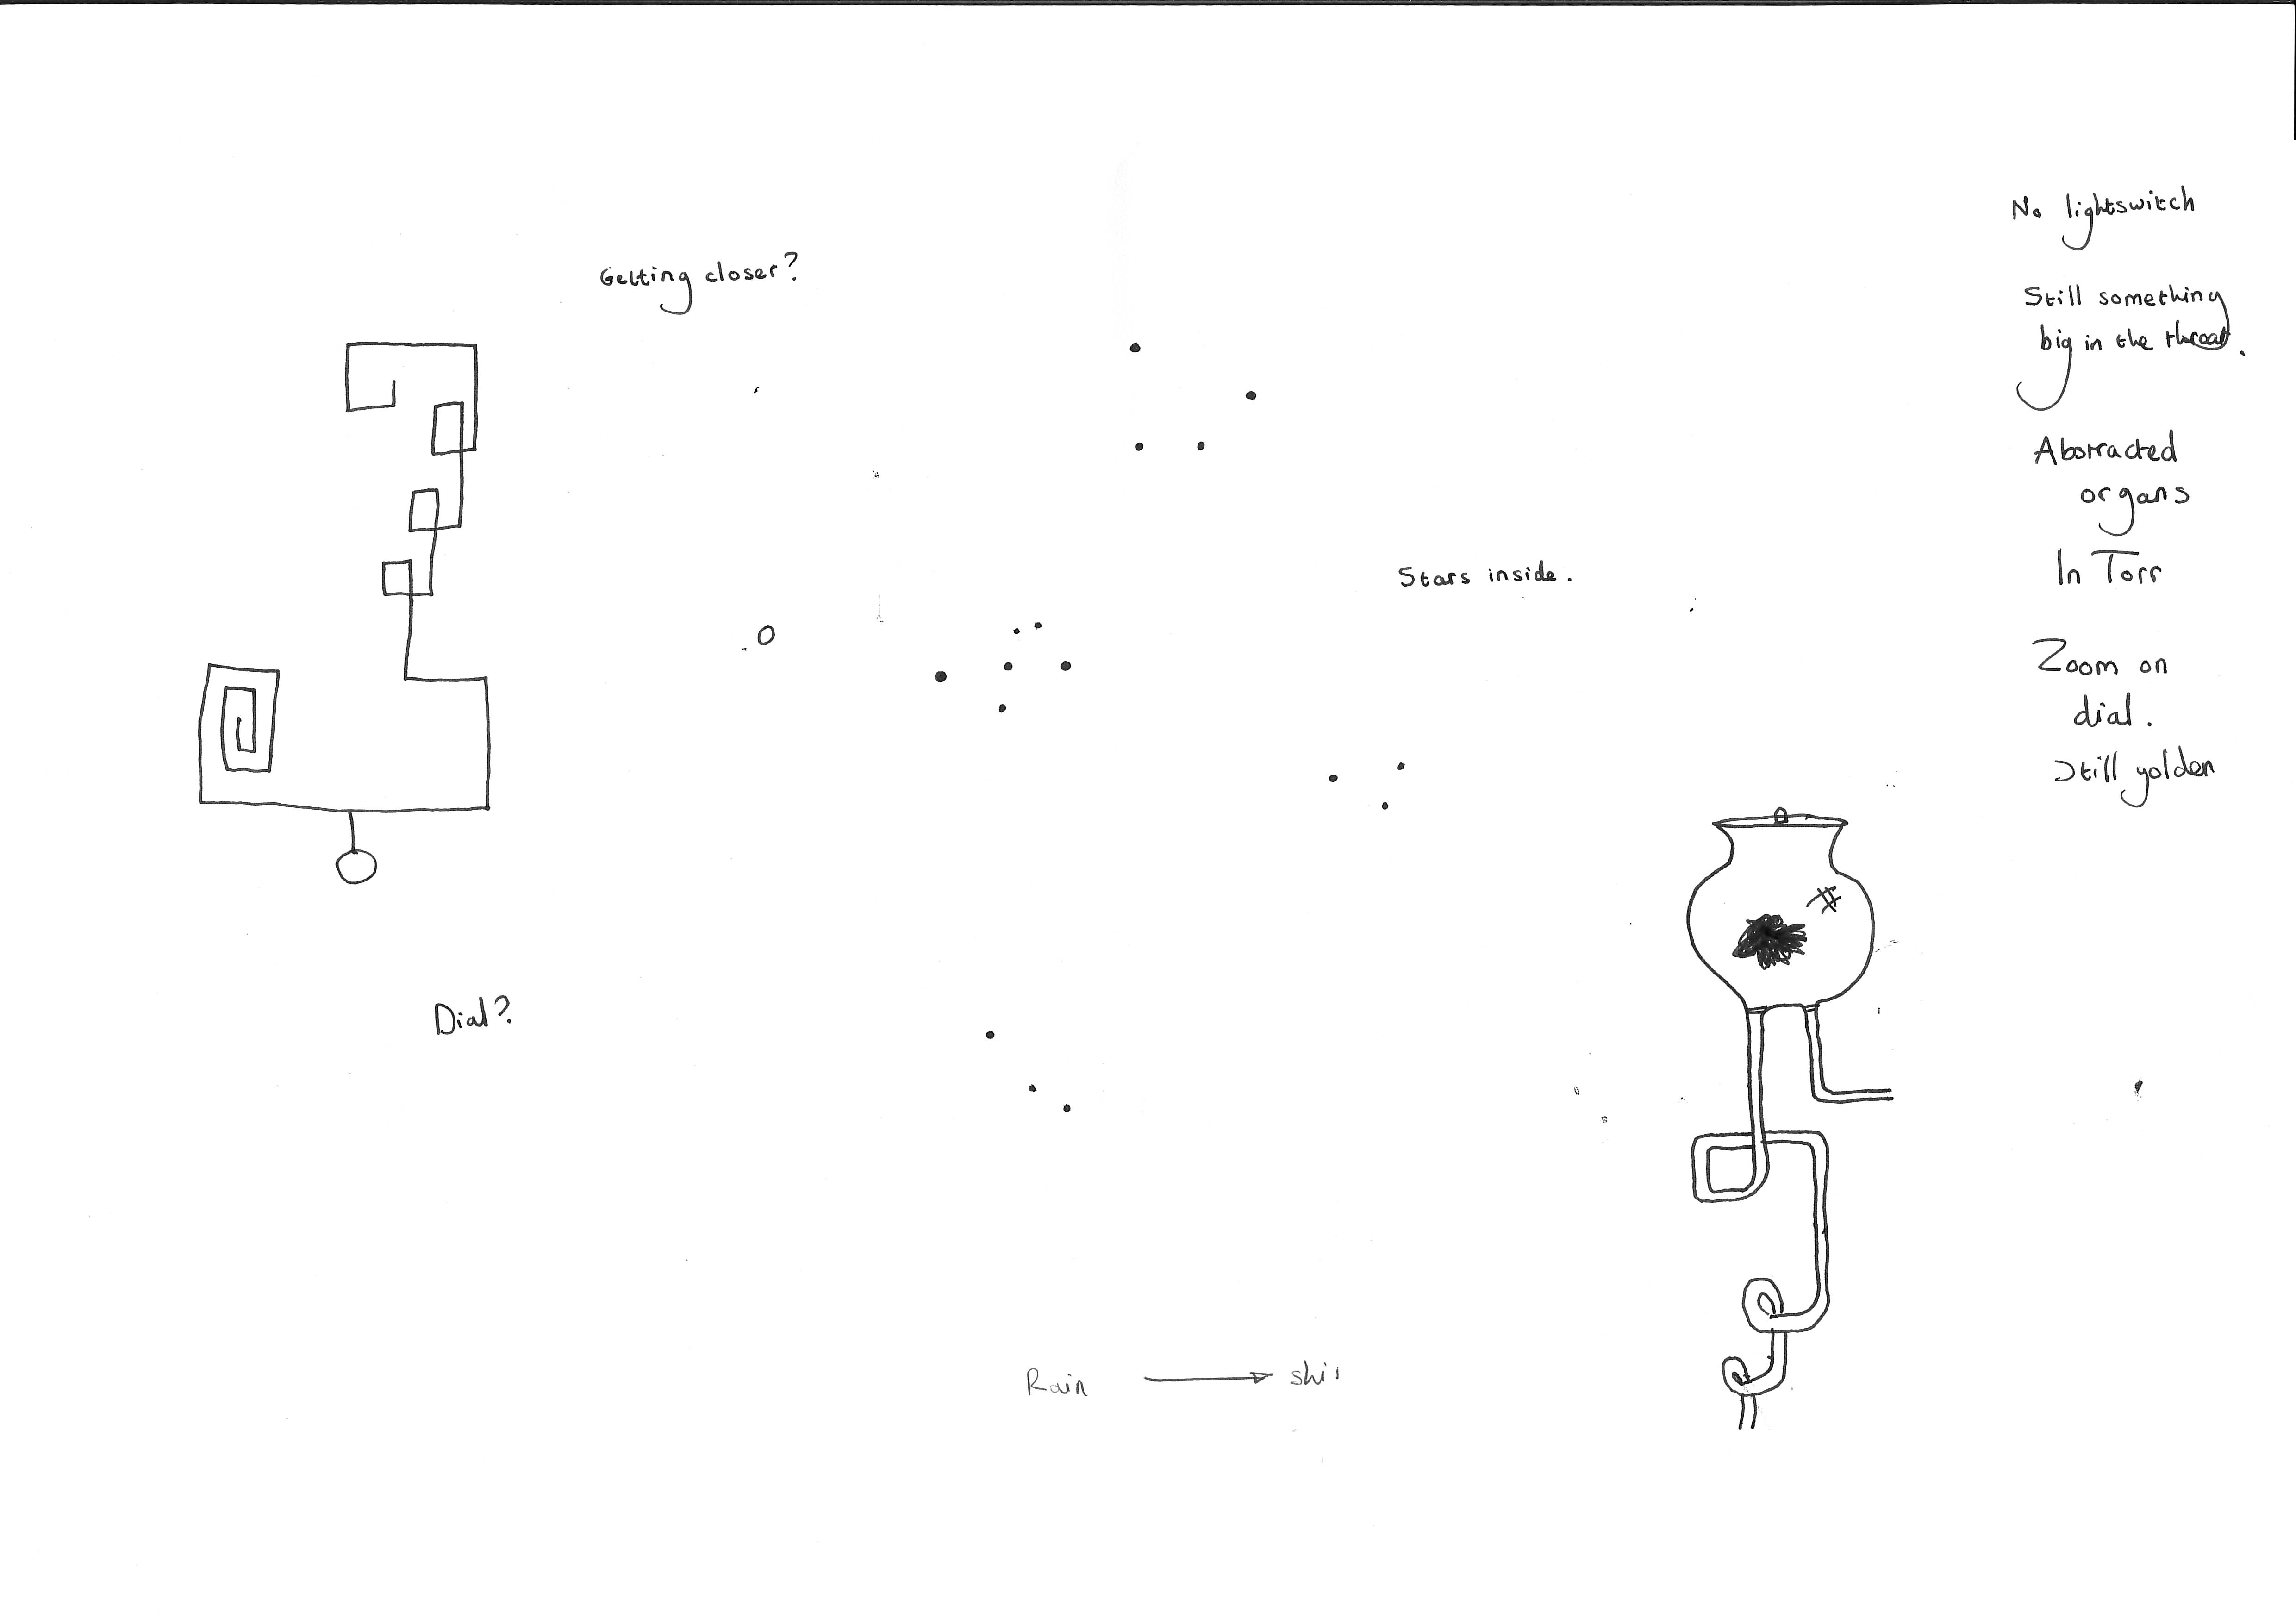 Getting closer?
Stars inside.
Dial?
Rain
No lightswitch
Still something
big in the throat.
Abstracted
organs
In Torr
Zoom on
dial.
Still golden